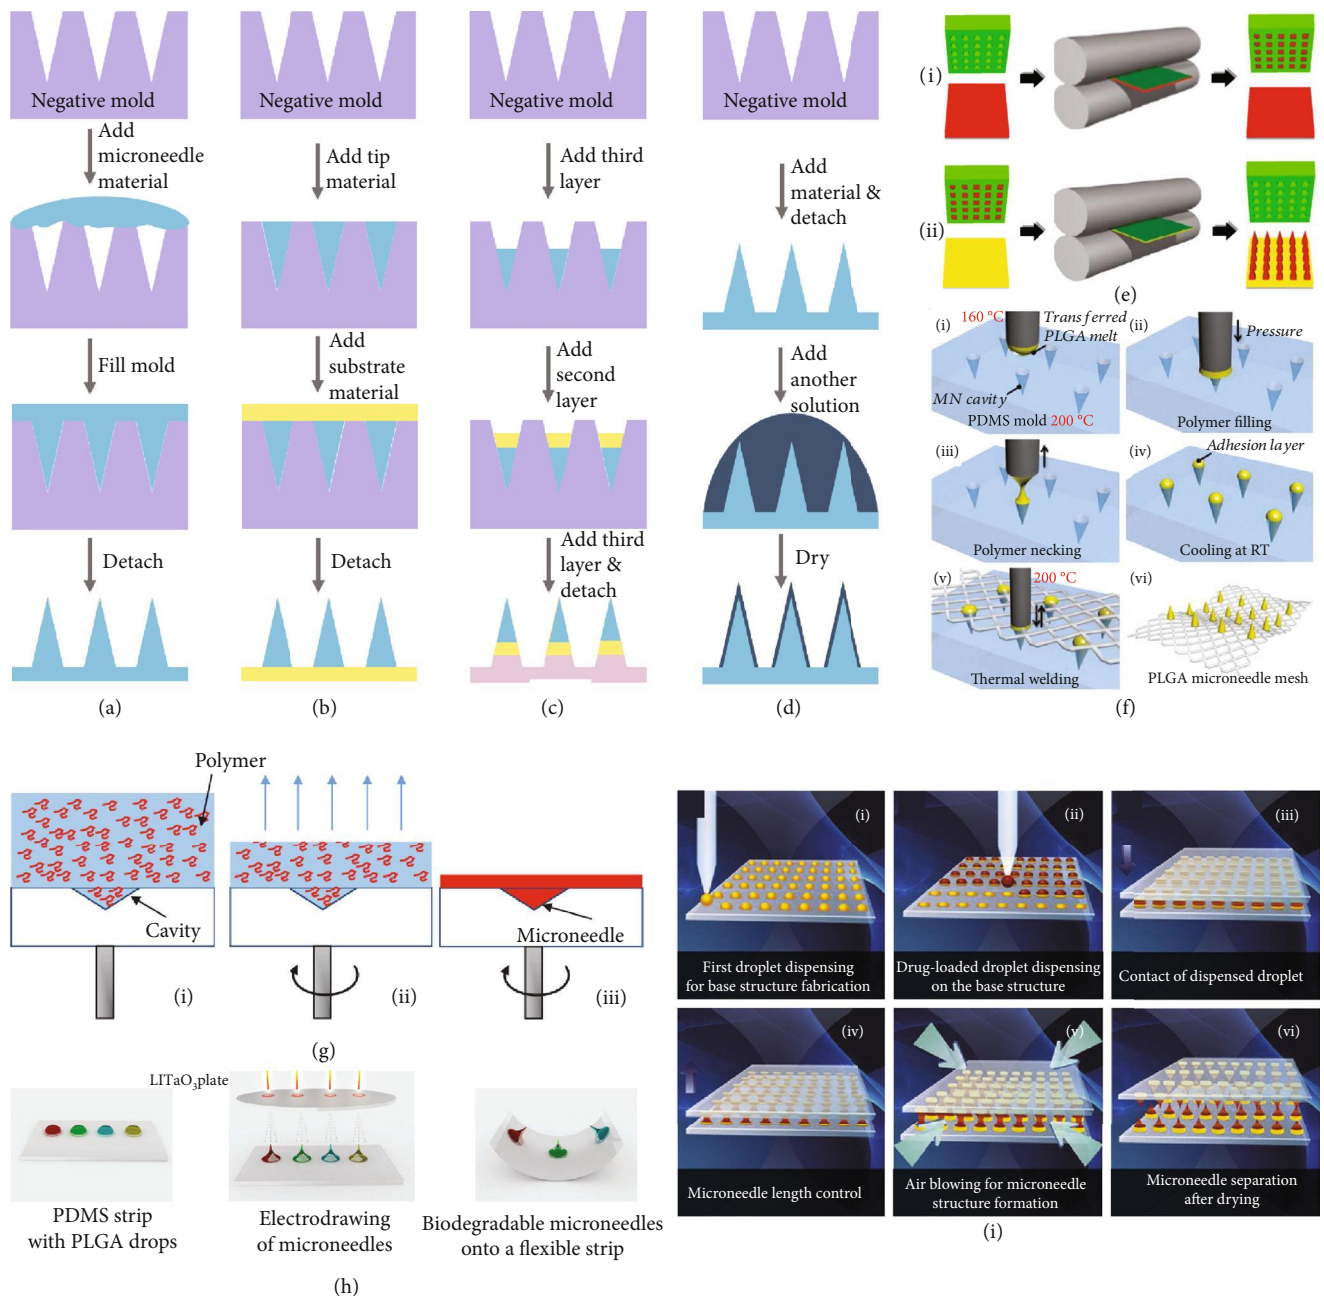 Negative mold
Add
microneedle
material
Fill mold
Detach
(a)
Negative mold
Add tip
material
Add
substrate
material
Detach
(b)
Negative mold
Add third
layer
Add
second
layer
Add third
layer &
detach
(c)
Negative mold
Add
material &
detach
Add
another
solution
Dry
(d)
(i)
(ii)
(e)
(i)
160 °C
Transferred
PLGA melt
MN cavity
PDMS mold 200 °C
(ii)
Pressure
Polymer filling
(iii)
Polymer necking
(iv)
Adhesion layer
Cooling at RT
(v)
200 °C
Thermal welding
(vi)
PLGA microneedle mesh
(f)
Polymer
Cavity
(i)
(ii)
Microneedle
(iii)
(g)
LITaO3plate
PDMS strip
with PLGA drops
Electrodrawing
of microneedles
Biodegradable microneedles
onto a flexible strip
(h)
(i)
First droplet dispensing
for base structure fabrication
(ii)
Drug-loaded droplet dispensing
on the base structure
(iii)
Contact of dispensed droplet
(iv)
Microneedle length control
(v)
Air blowing for microneedle
structure formation
(vi)
Microneedle separation
after drying
(i)